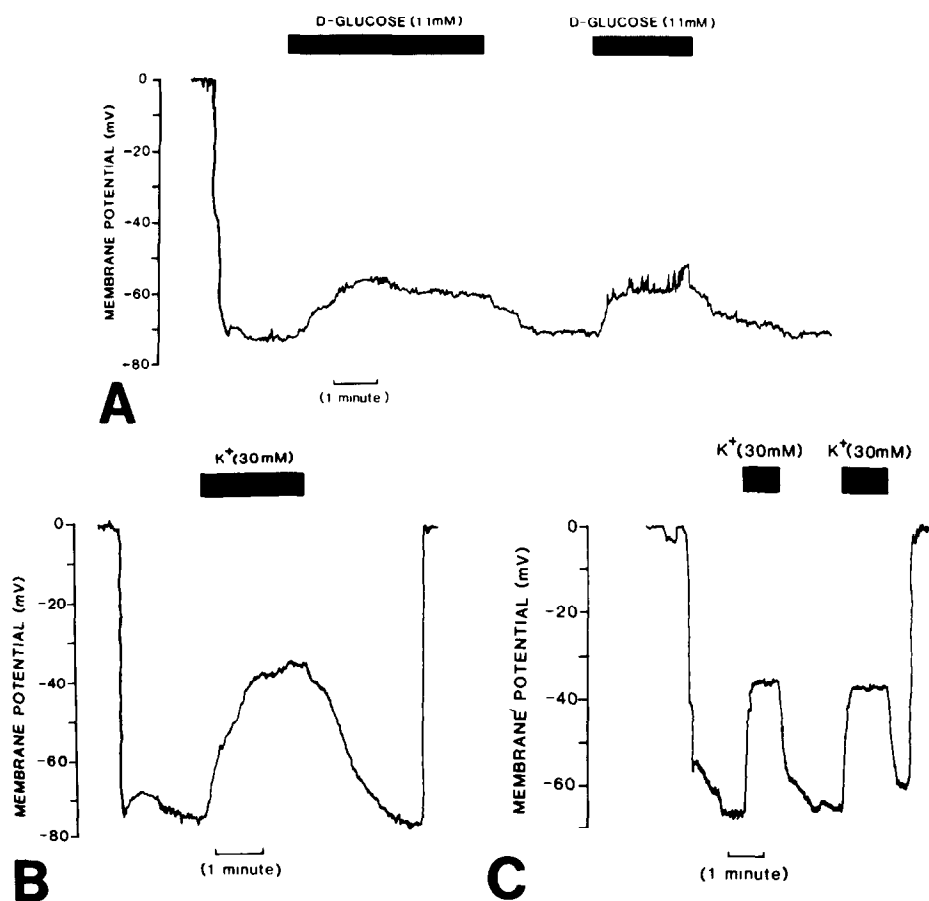 D-GLUCOSE (11mM) D-GLUCOSE (11mM)
MEMBRANE POTENTIAL (mV)
0
-20
-40
-60
-80
(1 minute)
A
K+ (30mM)
MEMBRANE POTENTIAL (mV)
0
-20
-40
-60
-80
(1 minute)
B
K+ (30mM) K+ (30mM)
MEMBRANE POTENTIAL (mV)
0
-20
-40
-60
(1 minute)
C